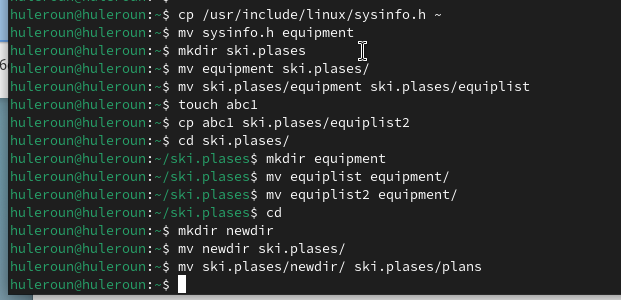 huleroun@huleroun:~$ cp /usr/include/linux/sysinfo.h ~
huleroun@huleroun:~$ mv sysinfo.h equipment
huleroun@huleroun:~$ mkdir ski.plases
huleroun@huleroun:~$ mv equipment ski.plases/
huleroun@huleroun:~$ mv ski.plases/equipment ski.plases/equiplist
huleroun@huleroun:~$ touch abc1
huleroun@huleroun:~$ cp abc1 ski.plases/equiplist2
huleroun@huleroun:~$ cd ski.plases/
huleroun@huleroun:~/ski.plases$ mkdir equipment
huleroun@huleroun:~/ski.plases$ mv equiplist equipment/
huleroun@huleroun:~/ski.plases$ mv equiplist2 equipment/
huleroun@huleroun:~/ski.plases$ cd
huleroun@huleroun:~$ mkdir newdir
huleroun@huleroun:~$ mv newdir ski.plases/
huleroun@huleroun:~$ mv ski.plases/newdir/ ski.plases/plans
huleroun@huleroun:~$